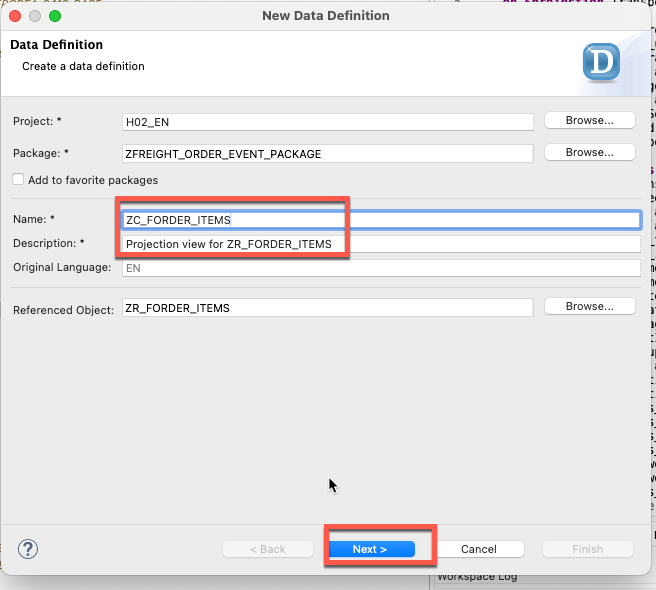 New Data Definition
Data Definition
Create a data definition
D
Project: * H02_EN Browse...
Package: * ZFREIGHT_ORDER_EVENT_PACKAGE Browse...
Add to favorite packages
Name: * ZC_FORDER_ITEMS
Description: * Projection view for ZR_FORDER_ITEMS
Original Language: EN
Referenced Object: ZR_FORDER_ITEMS Browse...
? < Back Next > Cancel Finish
Workspace Log